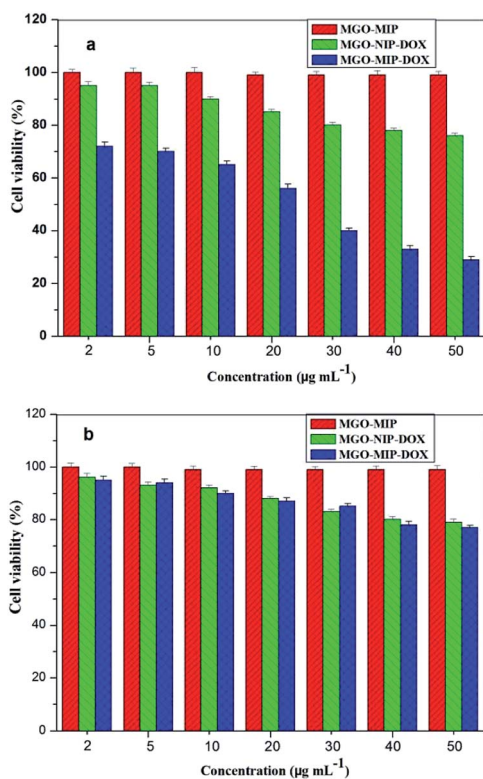 120
a
MGO-MIP
MGO-NIP-DOX
MGO-MIP-DOX
100
80
60
40
20
0
Cell viability (%)
2 5 10 20 30 40 50
Concentration (µg mL⁻¹)
120
b
MGO-MIP
MGO-NIP-DOX
MGO-MIP-DOX
100
80
60
40
20
0
Cell viability (%)
2 5 10 20 30 40 50
Concentration (µg mL⁻¹)